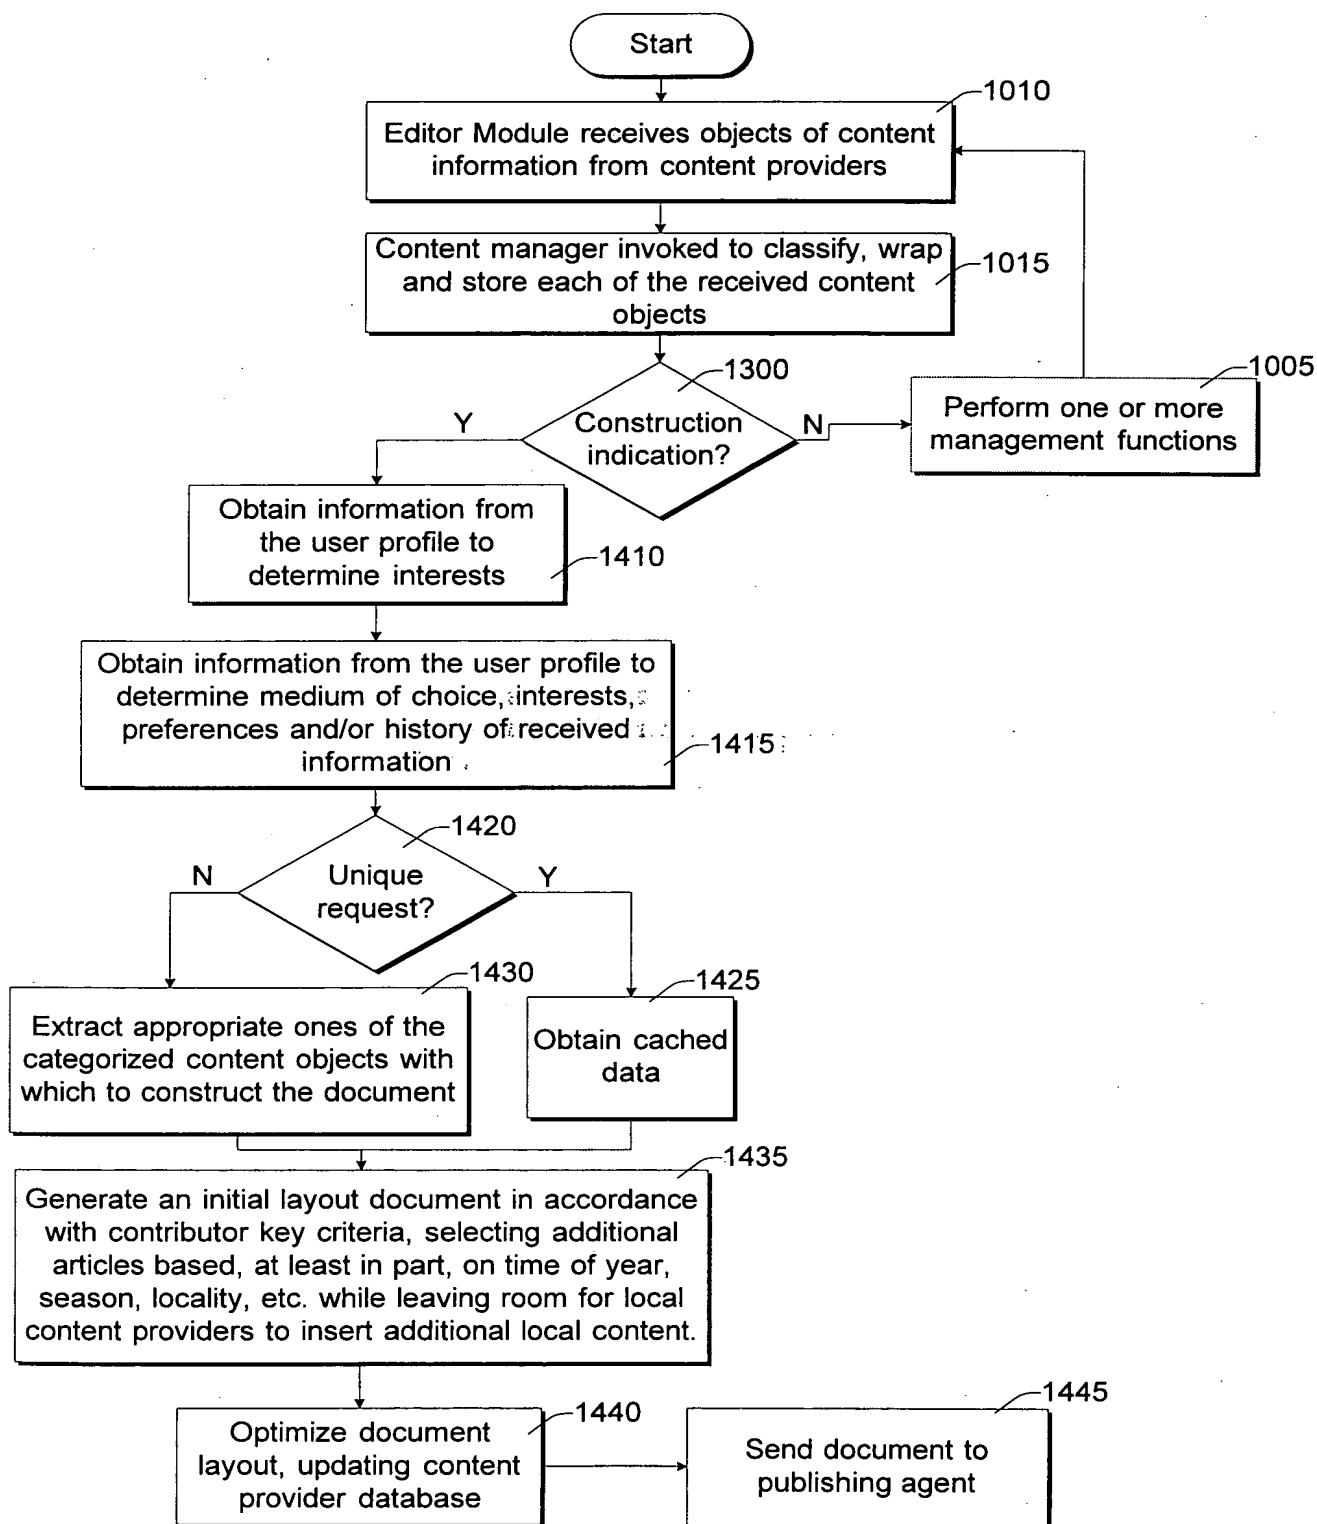 Start
1010
Editor Module receives objects of content
information from content providers
Content manager invoked to classify, wrap
and store each of the received content
objects
1015
1300
Construction
indication?
Y
N
1005
Perform one or more
management functions
Obtain information from
the user profile to
determine interests
1410
Obtain information from the user profile to
determine medium of choice, interests,
preferences and/or history of received
information
1415
1420
Unique
request?
N
Y
1430
Extract appropriate ones of the
categorized content objects with
which to construct the document
1425
Obtain cached
data
1435
Generate an initial layout document in accordance
with contributor key criteria, selecting additional
articles based, at least in part, on time of year,
season, locality, etc. while leaving room for local
content providers to insert additional local content.
1440
Optimize document
layout, updating content
provider database
1445
Send document to
publishing agent